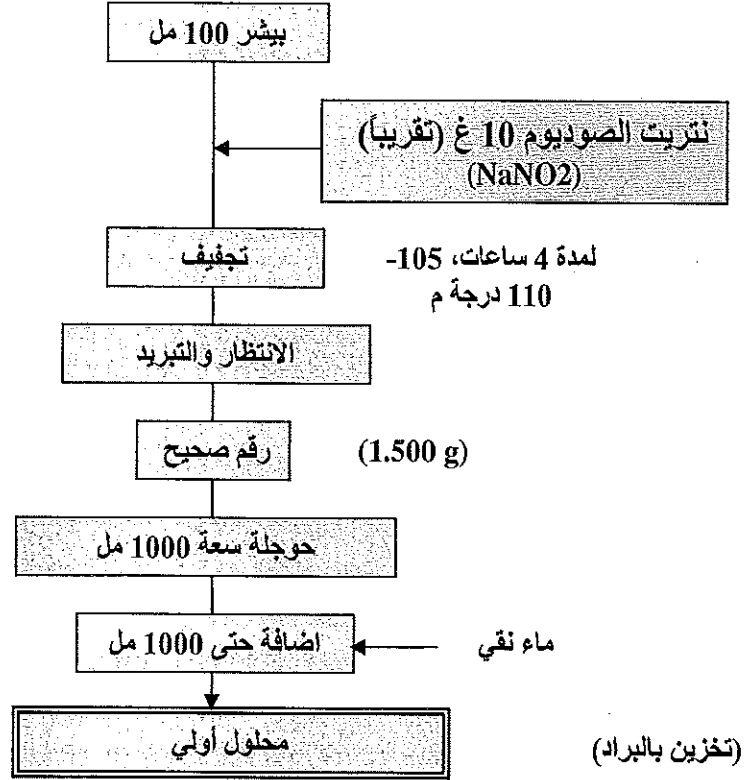 بيشر 100 مل
نتريت الصوديوم 10 غ (تقريباً)
(NaNO2)
تجفيف
لمدة 4 ساعات، 105-
110 درجة م
الانتظار والتبريد
رقم صحيح
(1.500 g)
حوجلة سعة 1000 مل
اضافة حتى 1000 مل
ماء نقي
محلول أولي
(تخزين بالبراد)